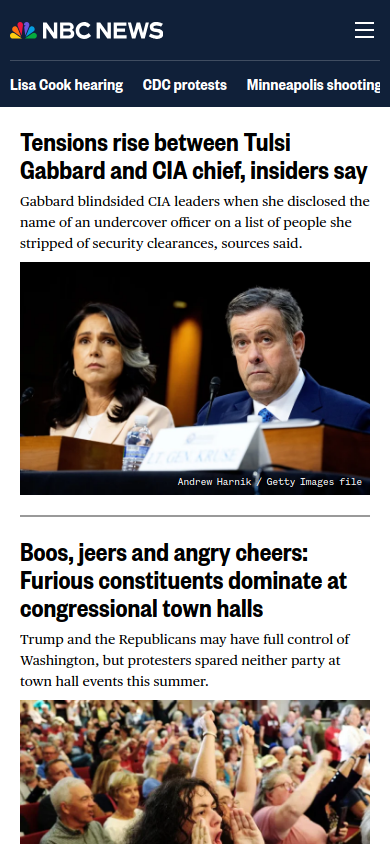 NBC NEWS
Lisa Cook hearing CDC protests Minneapolis shooting
Tensions rise between Tulsi
Gabbard and CIA chief, insiders say
Gabbard blindsided CIA leaders when she disclosed the
name of an undercover officer on a list of people she
stripped of security clearances, sources said.
LT. GEN. KRUSE
Andrew Harnik / Getty Images file
Boos, jeers and angry cheers:
Furious constituents dominate at
congressional town halls
Trump and the Republicans may have full control of
Washington, but protesters spared neither party at
town hall events this summer.